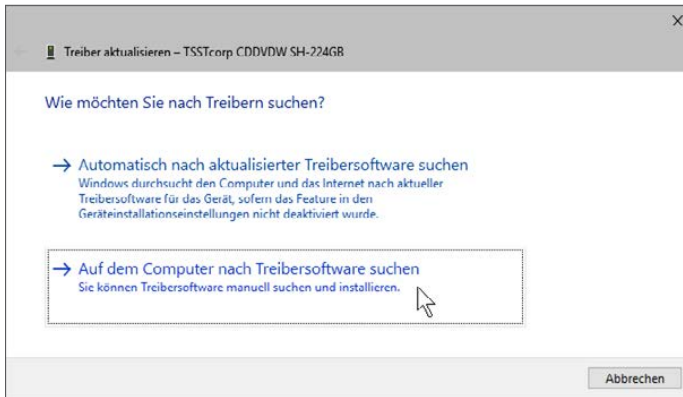 Treiber aktualisieren – TSSTcorp CDDVDW SH-224GB
Wie möchten Sie nach Treibern suchen?
Automatisch nach aktualisierter Treibersoftware suchen
Windows durchsucht den Computer und das Internet nach aktueller
Treibersoftware für das Gerät, sofern das Feature in den
Geräteinstallationseinstellungen nicht deaktiviert wurde.
Auf dem Computer nach Treibersoftware suchen
Sie können Treibersoftware manuell suchen und installieren.
Abbrechen